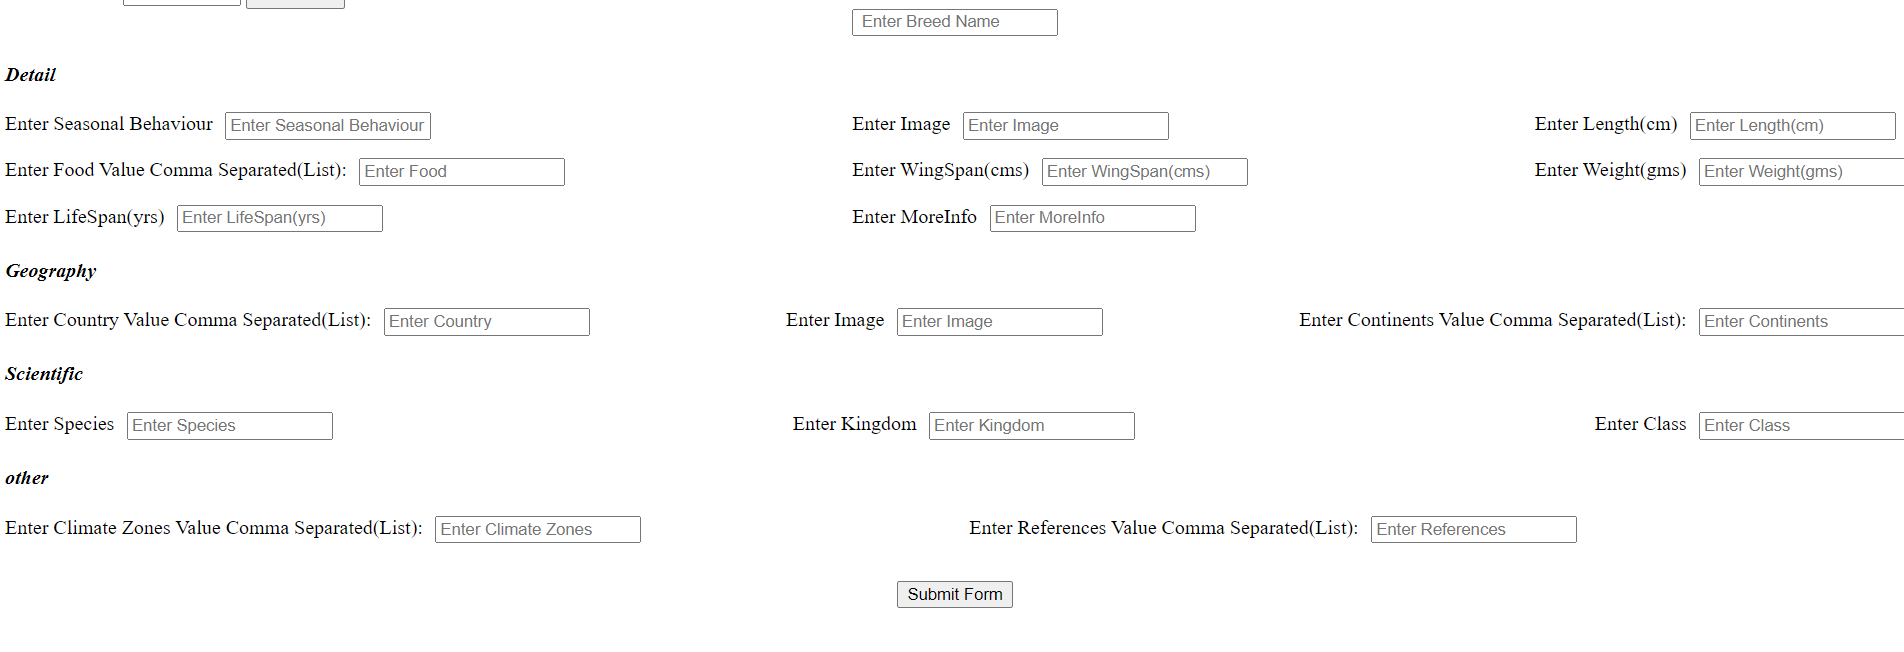 Enter Breed Name
Detail
Enter Seasonal Behaviour Enter Seasonal Behaviour Enter Image Enter Image Enter Length(cm) Enter Length(cm)
Enter Food Value Comma Separated(List): Enter Food Enter WingSpan(cms) Enter WingSpan(cms) Enter Weight(gms) Enter Weight(gms)
Enter LifeSpan(yrs) Enter LifeSpan(yrs) Enter MoreInfo Enter MoreInfo
Geography
Enter Country Value Comma Separated(List): Enter Country Enter Image Enter Image Enter Continents Value Comma Separated(List): Enter Continents
Scientific
Enter Species Enter Species Enter Kingdom Enter Kingdom Enter Class Enter Class
other
Enter Climate Zones Value Comma Separated(List): Enter Climate Zones Enter References Value Comma Separated(List): Enter References
Submit Form